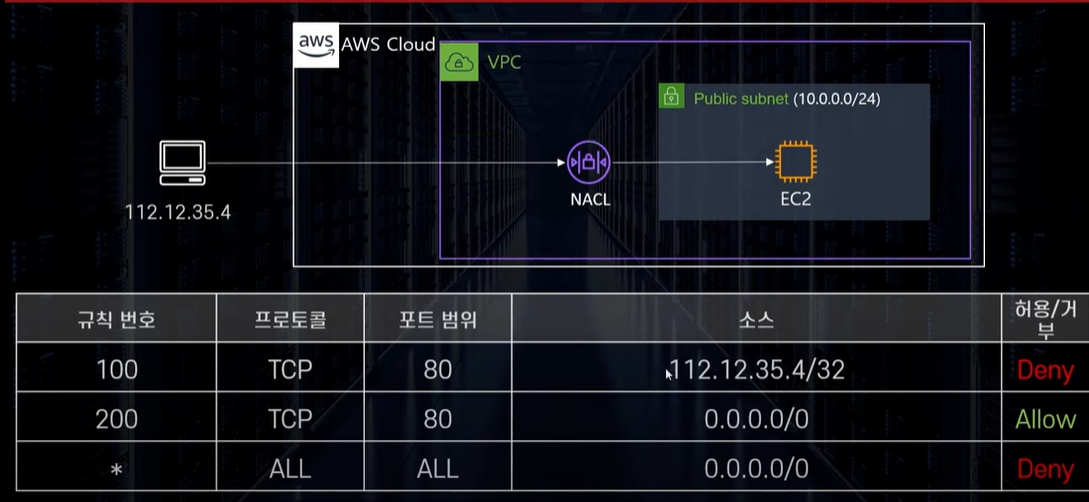 aws AWS Cloud
VPC
Public subnet (10.0.0.0/24)
112.12.35.4
NACL
EC2
규칙 번호 프로토콜 포트 범위 소스 허용/거
부
100 TCP 80 112.12.35.4/32 Deny
200 TCP 80 0.0.0.0/0 Allow
* ALL ALL 0.0.0.0/0 Deny